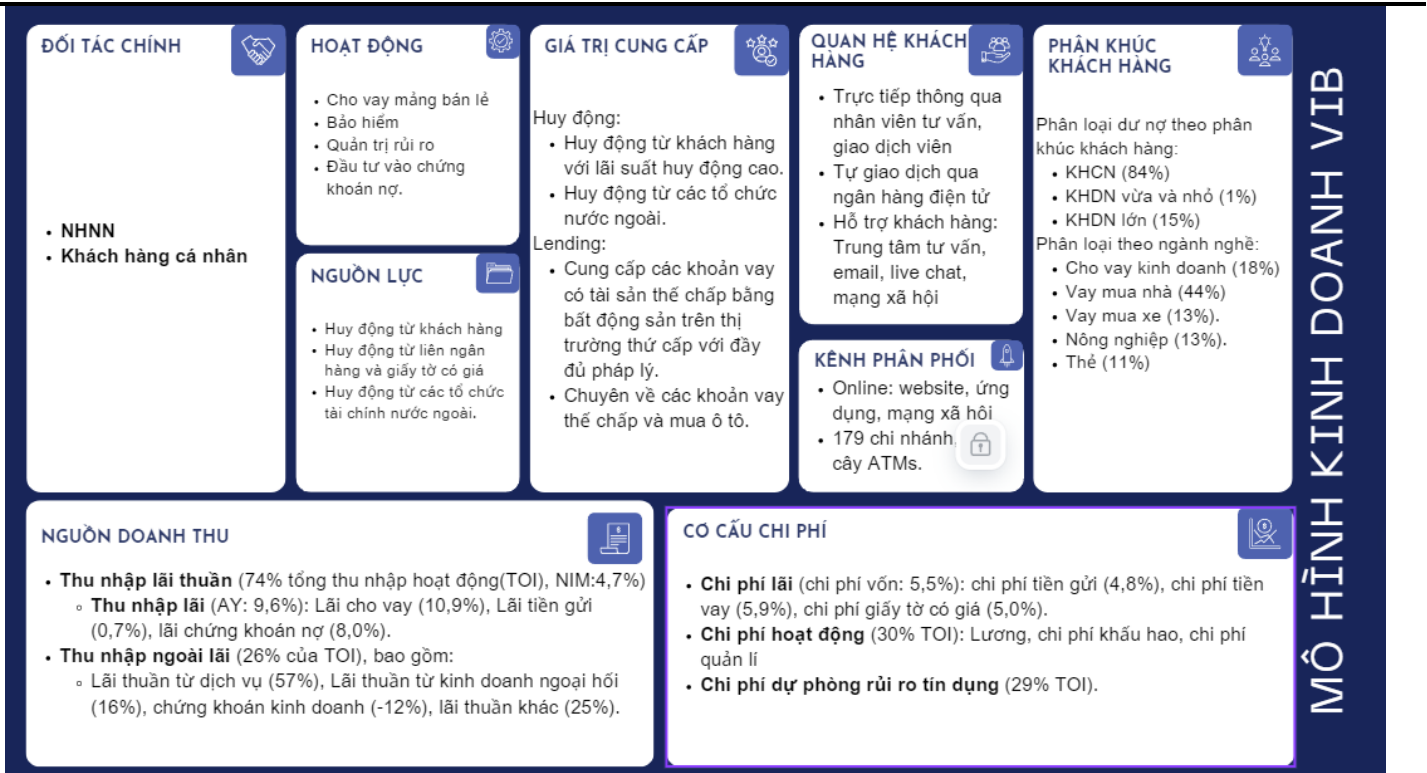 ĐỐI TÁC CHÍNH
NHNN
Khách hàng cá nhân
HOẠT ĐỘNG
Cho vay mảng bán lẻ
Bảo hiểm
Quản trị rủi ro
Đầu tư vào chứng
khoán nợ.
NGUỒN LỰC
Huy động từ khách hàng
Huy động từ liên ngân
hàng và giấy tờ có giá
Huy động từ các tổ chức
tài chính nước ngoài.
GIÁ TRỊ CUNG CẤP
Huy động:
Huy động từ khách hàng
với lãi suất huy động cao.
Huy động từ các tổ chức
nước ngoài.
Lending:
Cung cấp các khoản vay
có tài sản thế chấp bằng
bất động sản trên thị
trường thứ cấp với đầy
đủ pháp lý.
Chuyên về các khoản vay
thế chấp và mua ô tô.
QUAN HỆ KHÁCH
HÀNG
Trực tiếp thông qua
nhân viên tư vấn,
giao dịch viên
Tự giao dịch qua
ngân hàng điện tử
Hỗ trợ khách hàng:
Trung tâm tư vấn,
email, live chat,
mạng xã hội
KÊNH PHÂN PHỐI
Online: website, ứng
dụng, mạng xã hôi
179 chi nhánh,
cây ATMs.
PHÂN KHÚC
KHÁCH HÀNG
Phân loại dư nợ theo phân
khúc khách hàng:
KHCN (84%)
KHDN vừa và nhỏ (1%)
KHDN lớn (15%)
Phân loại theo ngành nghề:
Cho vay kinh doanh (18%)
Vay mua nhà (44%)
Vay mua xe (13%).
Nông nghiệp (13%).
Thẻ (11%)
NGUỒN DOANH THU
Thu nhập lãi thuần (74% tổng thu nhập hoạt động(TOI), NIM:4,7%)
Thu nhập lãi (AY: 9,6%): Lãi cho vay (10,9%), Lãi tiền gửi
(0,7%), lãi chứng khoán nợ (8,0%).
Thu nhập ngoài lãi (26% của TOI), bao gồm:
Lãi thuần từ dịch vụ (57%), Lãi thuần từ kinh doanh ngoại hối
(16%), chứng khoán kinh doanh (-12%), lãi thuần khác (25%).
CƠ CẤU CHI PHÍ
Chi phí lãi (chi phí vốn: 5,5%): chi phí tiền gửi (4,8%), chi phí tiền
vay (5,9%), chi phí giấy tờ có giá (5,0%).
Chi phí hoạt động (30% TOI): Lương, chi phí khấu hao, chi phí
quản lí
Chi phí dự phòng rủi ro tín dụng (29% TOI).
MÔ HÌNH KINH DOANH VIB